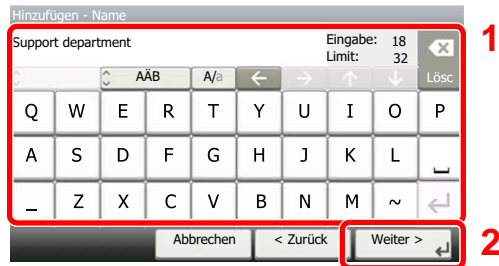 Hinzufügen - Name
Support department
Eingabe: 18
Limit: 32
1
AÄB A/a Lösc
Q W E R T Y U I O P
A S D F G H J K L
_ Z X C V B N M ~
Abbrechen < Zurück Weiter >
2